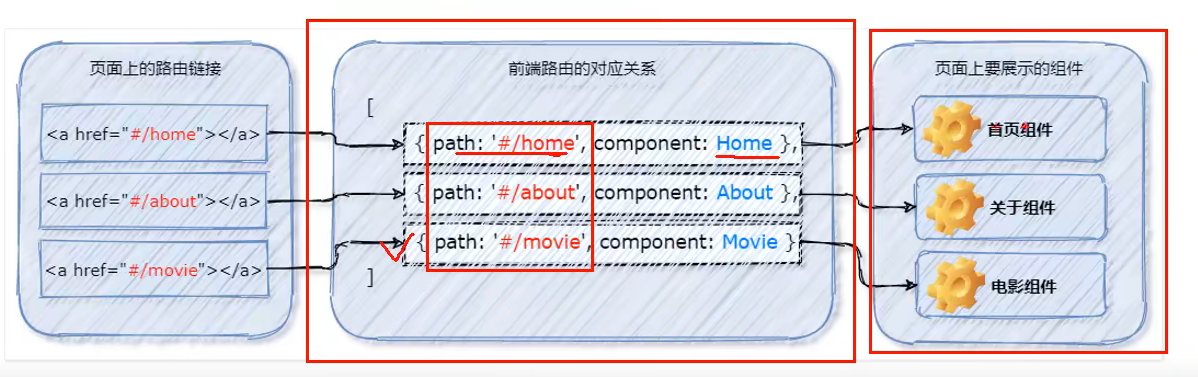 页面上的路由链接
<a href="#/home"></a>
<a href="#/about"></a>
<a href="#/movie"></a>
前端路由的对应关系
[
{ path: '#/home', component: Home },
{ path: '#/about', component: About },
{ path: '#/movie', component: Movie }
]
页面上要展示的组件
首页组件
关于组件
电影组件